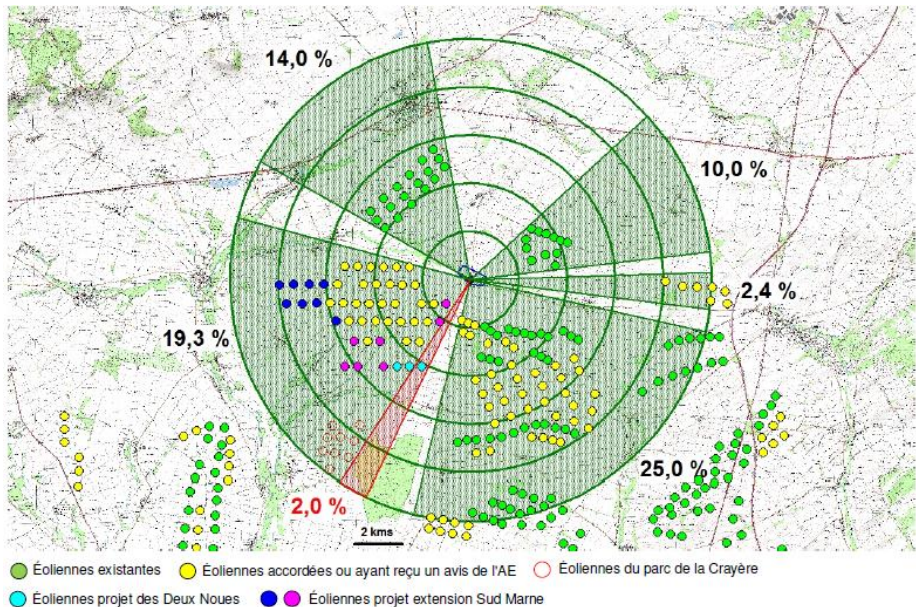 14,0 %
10,0 %
2,4 %
19,3 %
25,0 %
2,0 %
2 kms
Éoliennes existantes
Éoliennes accordées ou ayant reçu un avis de l'AE
Éoliennes du parc de la Crayère
Éoliennes projet des Deux Noues
Éoliennes projet extension Sud Marne